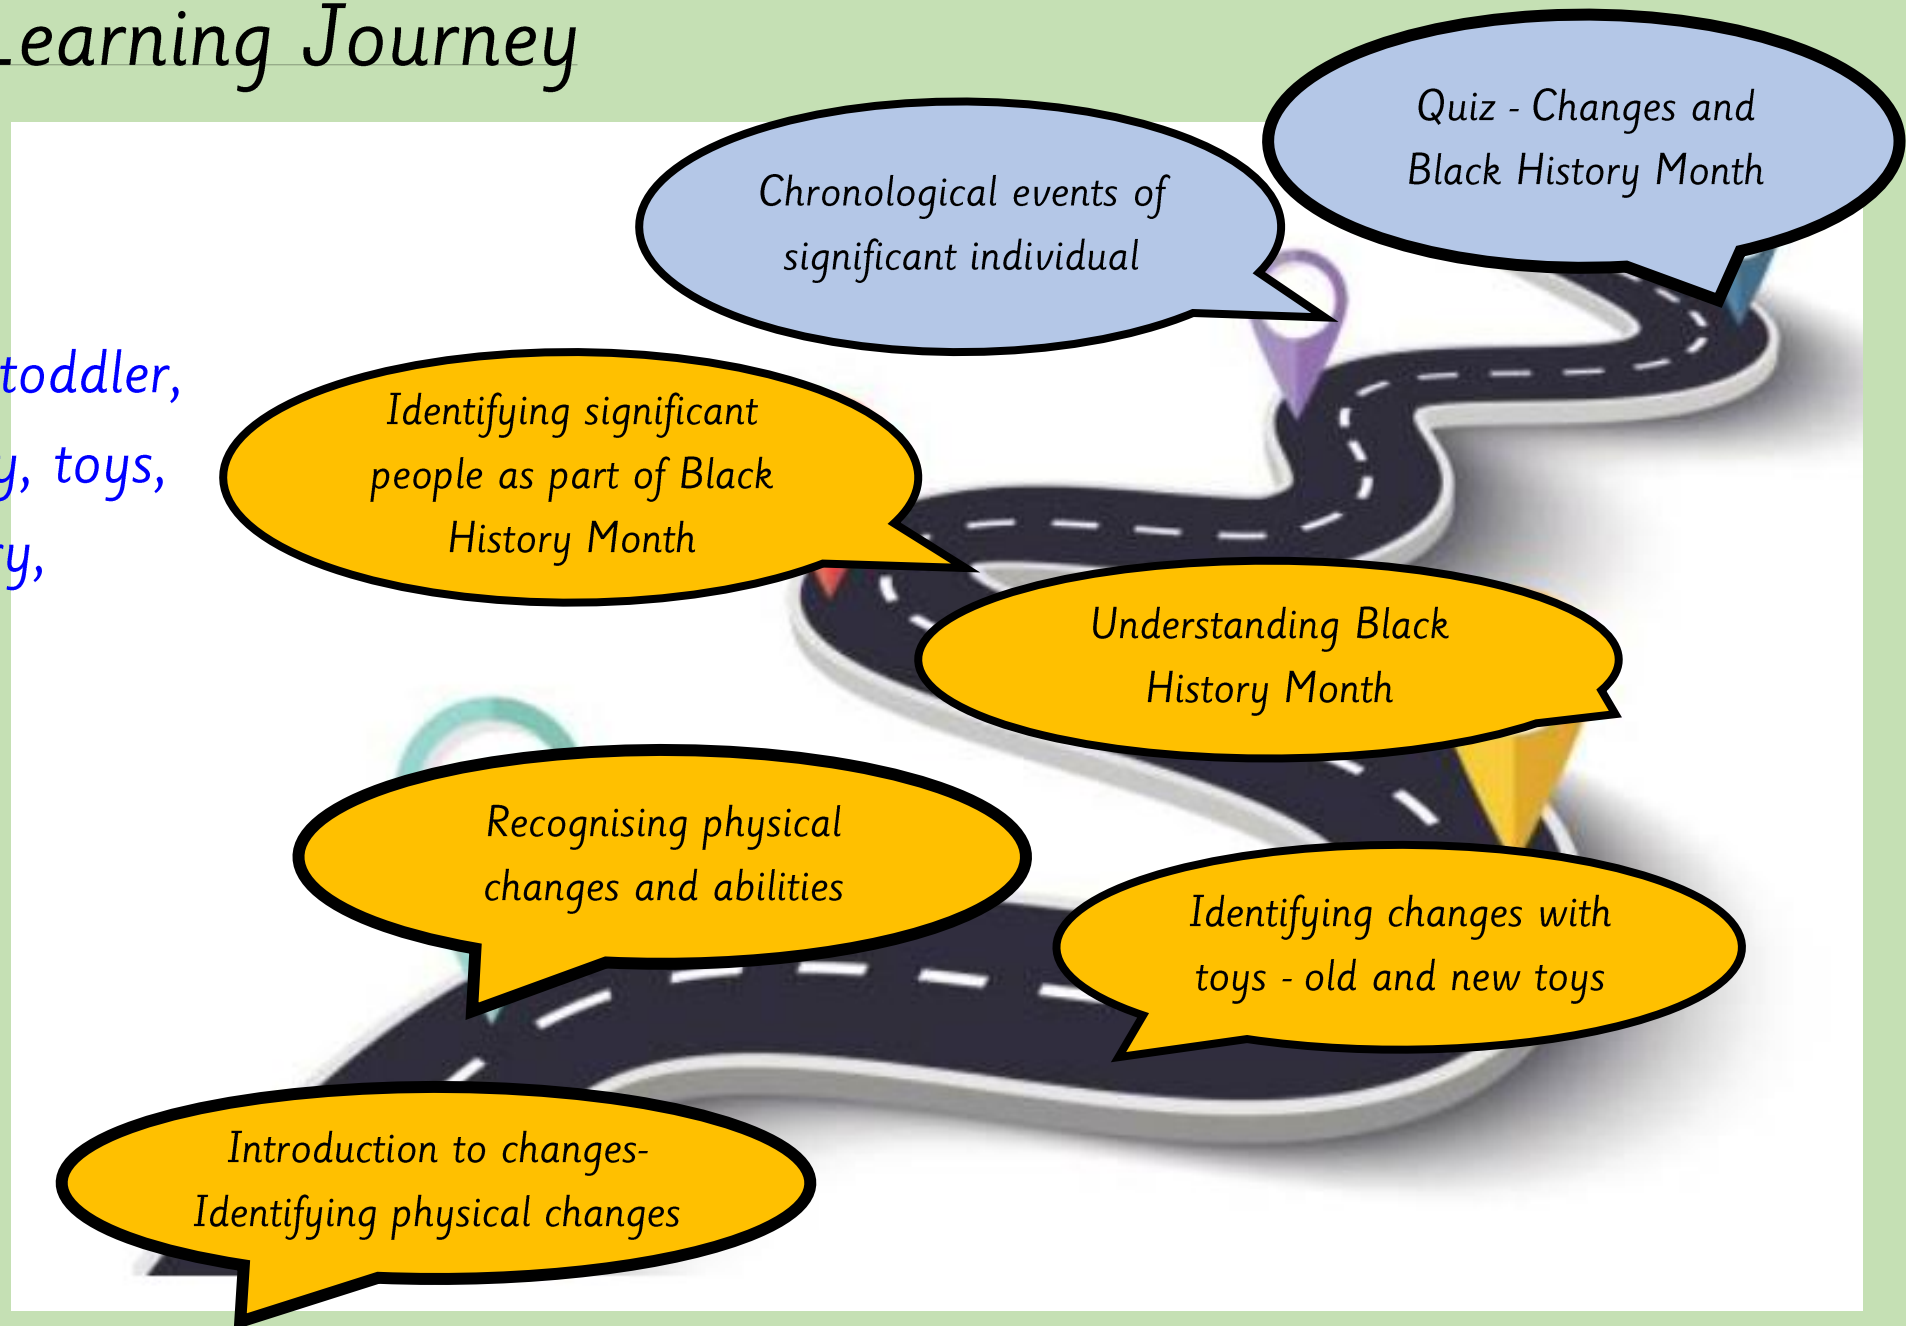 Learning Journey
Quiz - Changes and
Black History Month
Chronological events of
significant individual
toddler,
toys,
Identifying significant
people as part of Black
History Month
Understanding Black
History Month
Recognising physical
changes and abilities
Identifying changes with
toys - old and new toys
Introduction to changes-
Identifying physical changes